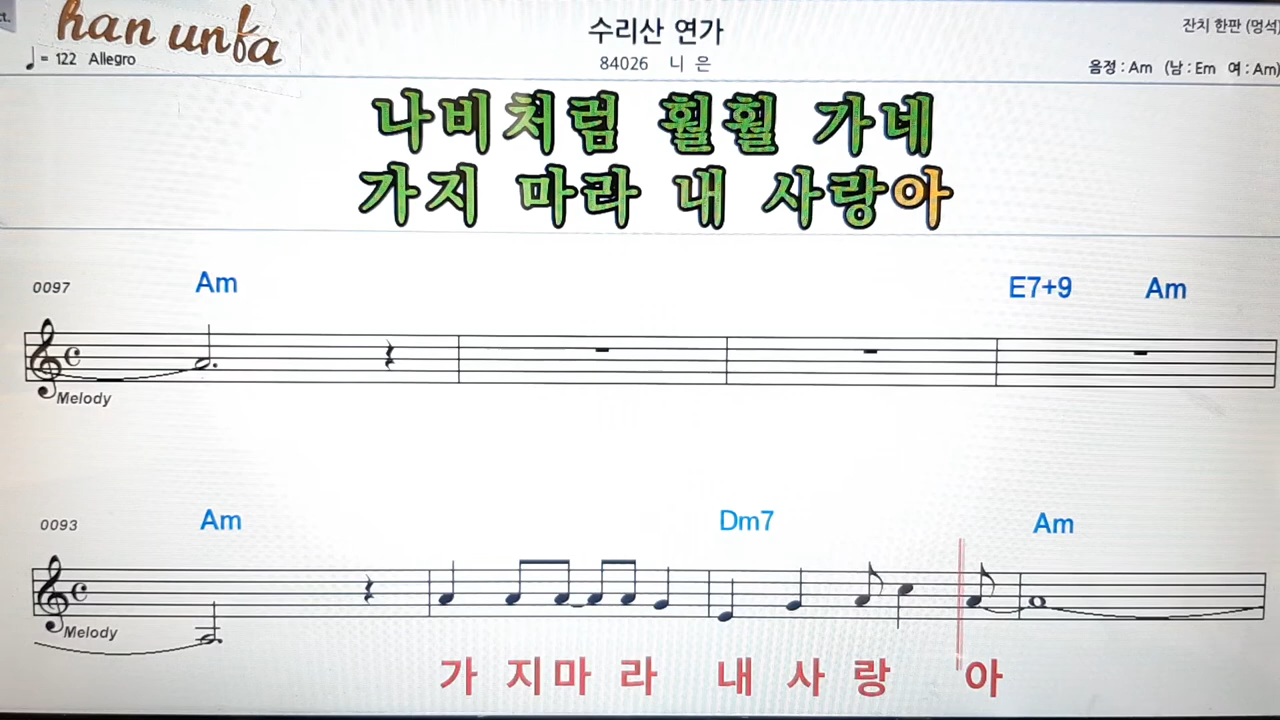 ct.
han unfa
수리산 연가
잔치 한판 (멍석)
♩ = 122 Allegro
84026 니 은
음정 : Am (남 : Em 여 : Am)
나비처럼 훨훨 가네
가지 마라 내 사랑아
0097 Am E7+9 Am
Melody
0093 Am Dm7 Am
Melody
가 지 마 라 내 사 랑 아